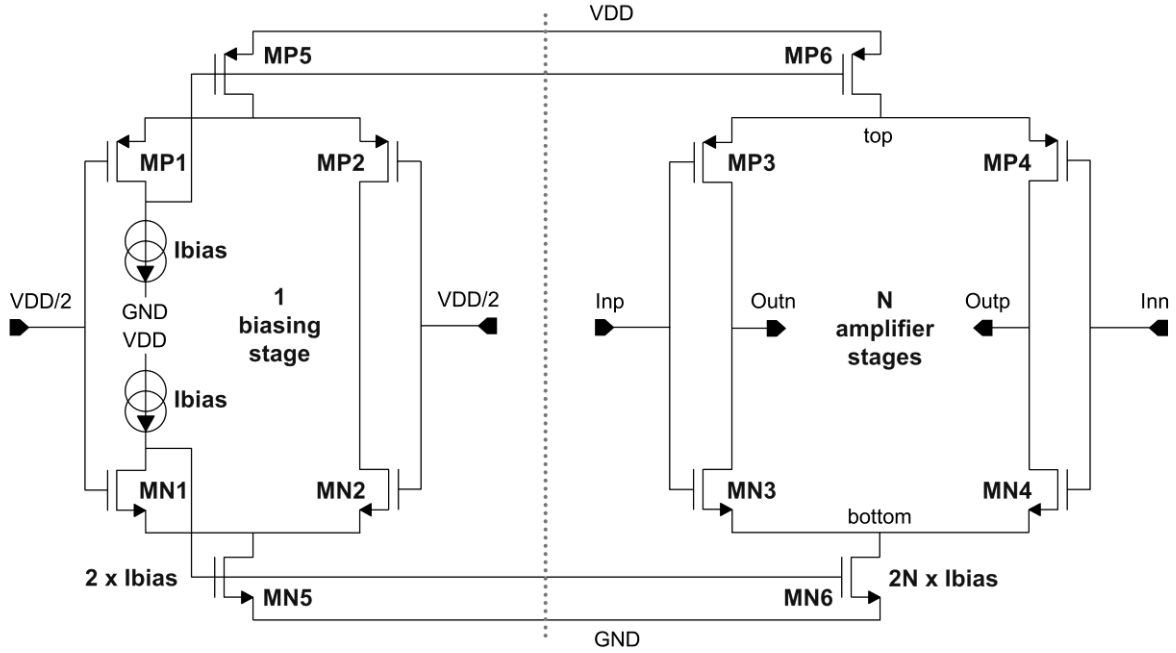 VDD
MP5
MP6
top
MP1
MP2
MP3
MP4
Ibias
VDD/2
GND
VDD
1
biasing
stage
VDD/2
Inp
Outn
N
amplifier
stages
Outp
Inn
Ibias
MN1
MN2
MN3
MN4
bottom
2 x Ibias
MN5
MN6
2N x Ibias
GND